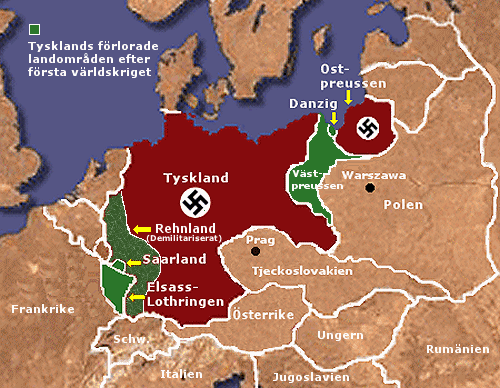 Tysklands förlorade
landområden efter
första världskriget
Ost-
preussen
Danzig
Tyskland
Väst-
preussen
Warszawa
Polen
Rehnland
(Demilitariserat)
Prag
Saarland
Tjeckoslovakien
Elsass-
Lothringen
Frankrike
Österrike
Schw.
Ungern
Rumänien
Italien
Jugoslavien